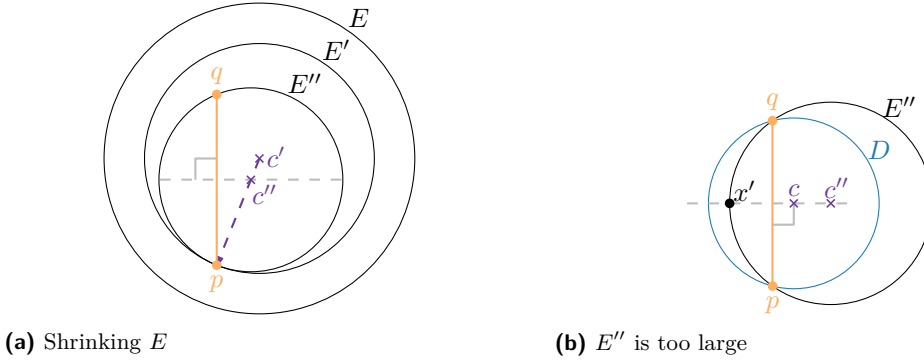 E
E′
q
E″
c′
c″
p
(a) Shrinking E
q
E″
D
x′
c
c″
p
(b) E″ is too large